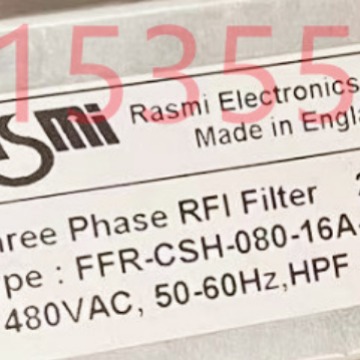 15355
asmi Rasmi Electronics
Made in Engla
hree Phase RFI Filter
pe : FFR-CSH-080-16A-
480VAC, 50-60Hz,HPF